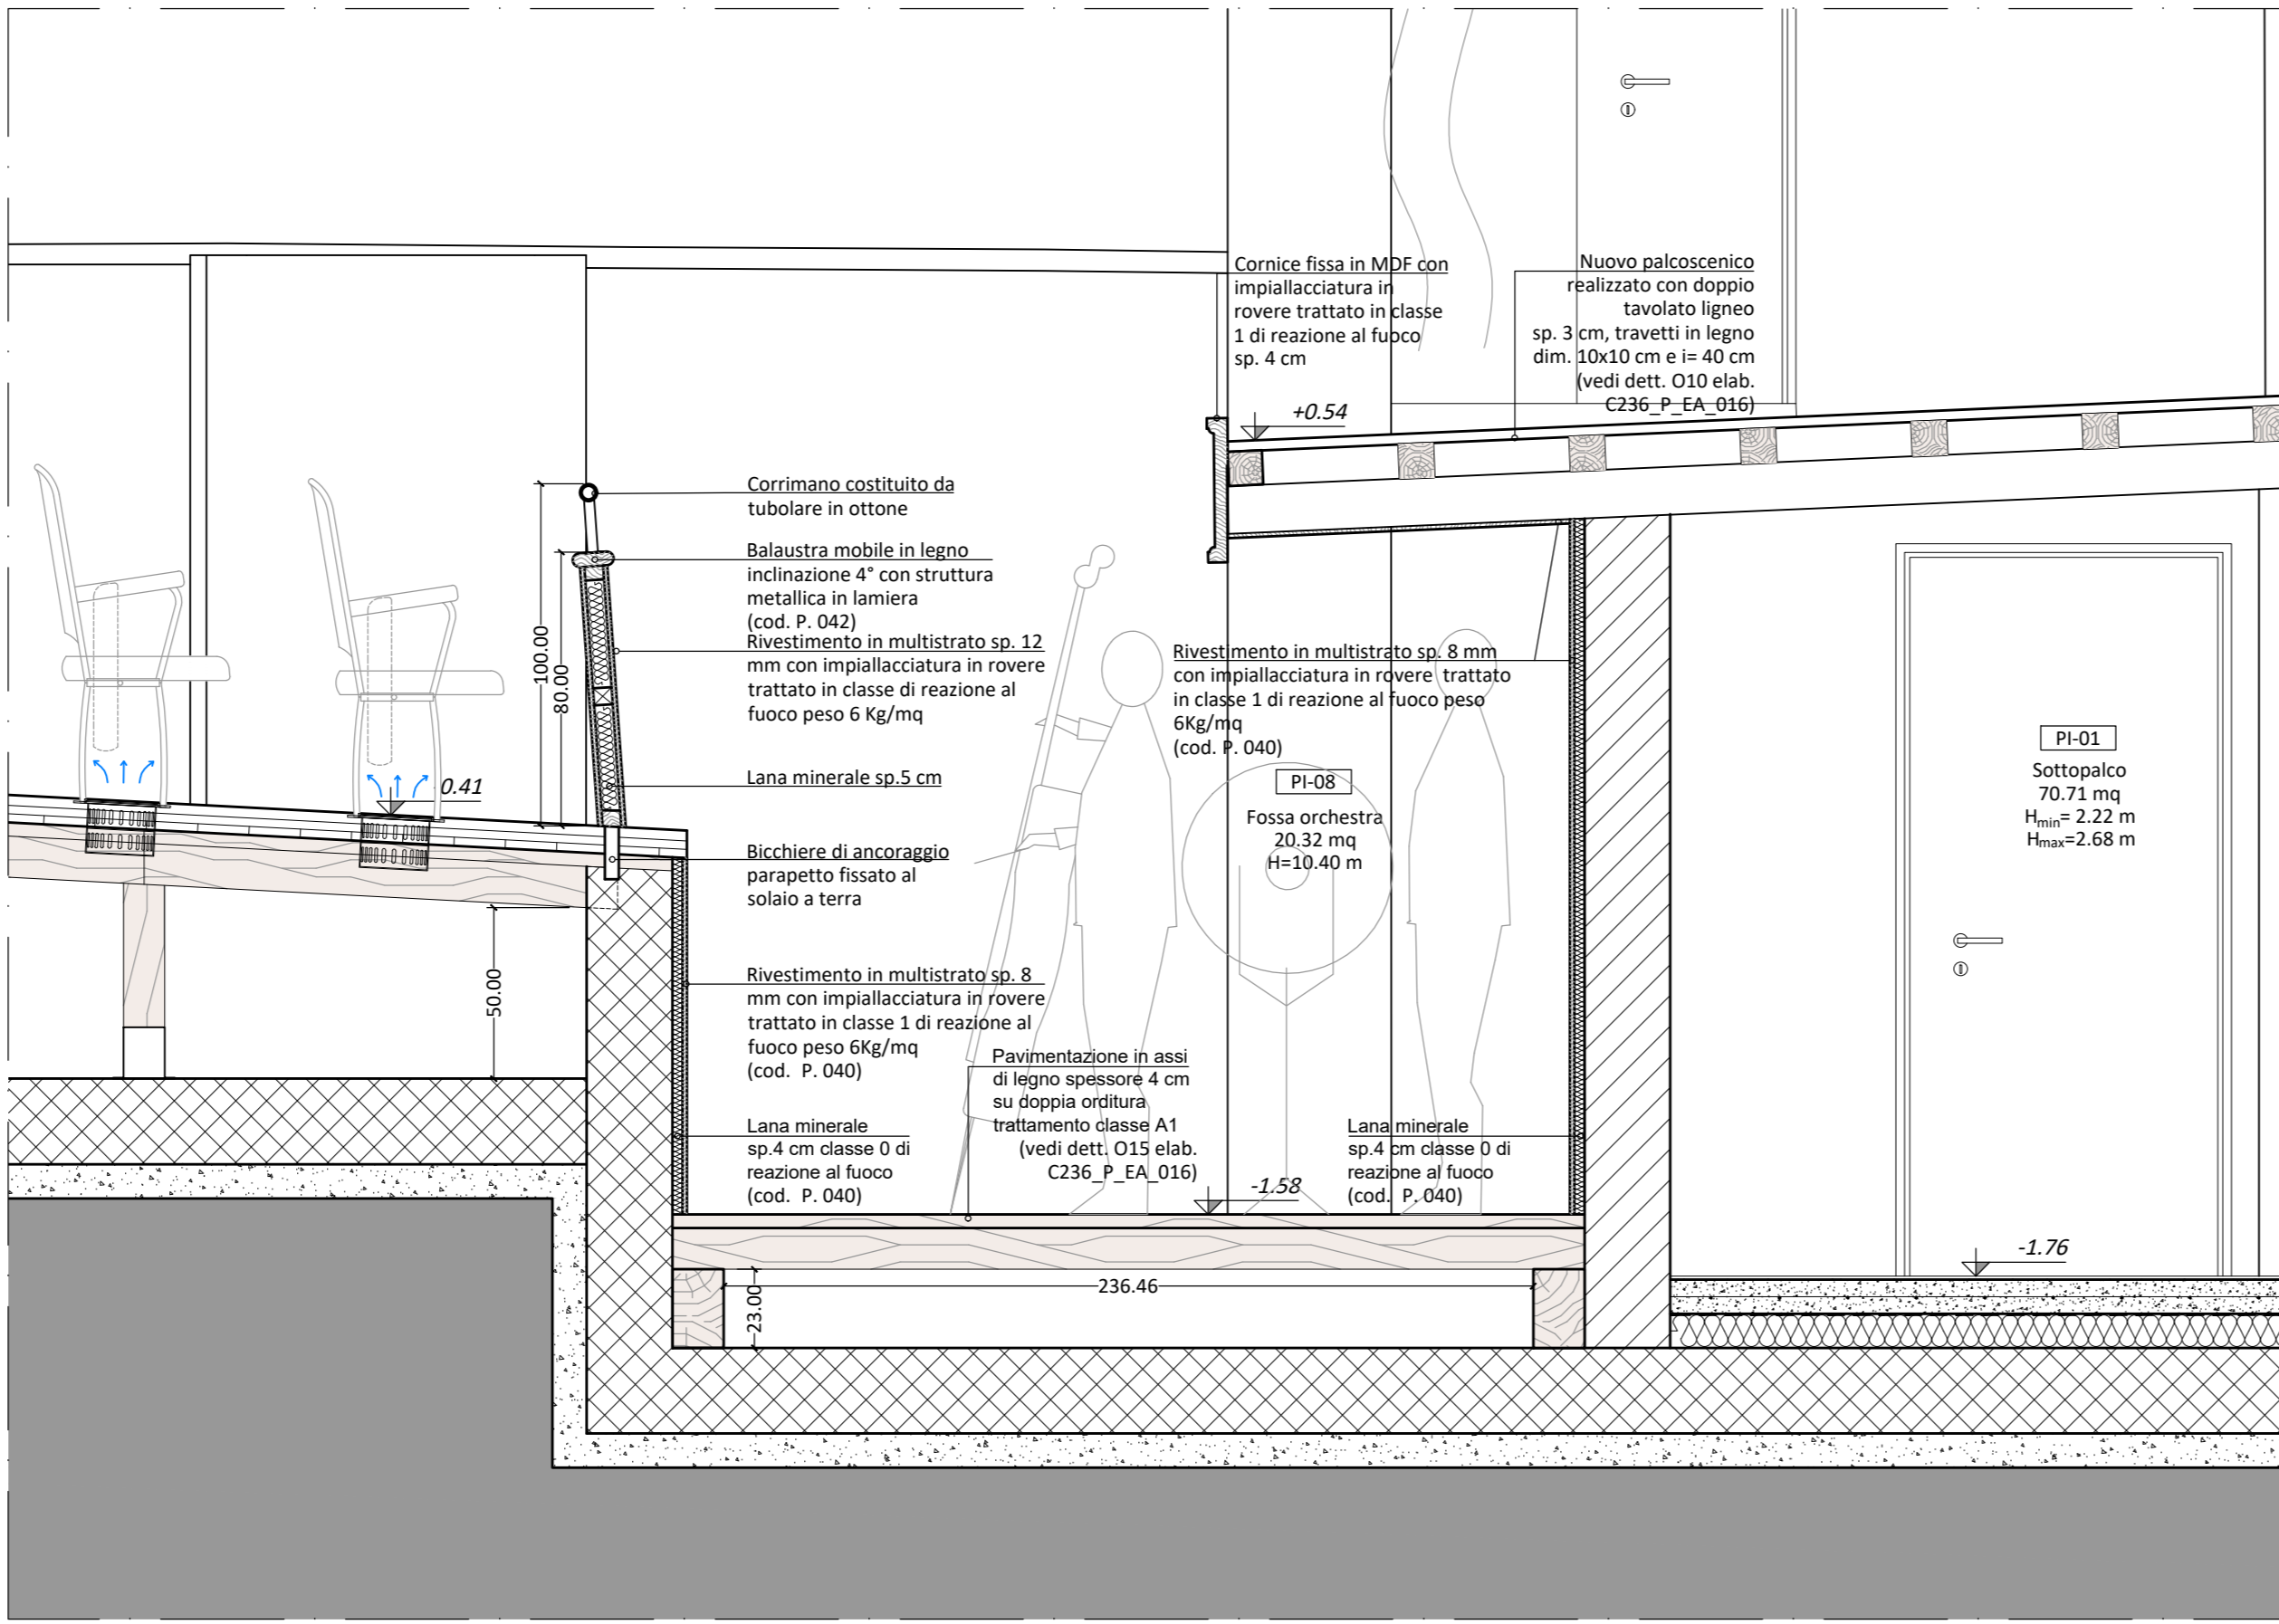 Cornice fissa in MDF con
impiallacciatura in
rovere trattato in classe
1 di reazione al fuoco
sp. 4 cm
Nuovo palcoscenico
realizzato con doppio
tavolato ligneo
sp. 3 cm, travetti in legno
dim. 10x10 cm e i= 40 cm
(vedi dett. O10 elab.
C236_P_EA_016)
+0.54
Corrimano costituito da
tubolare in ottone
Balaustra mobile in legno
inclinazione 4° con struttura
metallica in lamiera
(cod. P. 042)
Rivestimento in multistrato sp. 12
mm con impiallacciatura in rovere
trattato in classe di reazione al
fuoco peso 6 Kg/mq
100.00
80.00
Rivestimento in multistrato sp. 8 mm
con impiallacciatura in rovere trattato
in classe 1 di reazione al fuoco peso
6Kg/mq
(cod. P. 040)
PI-01
Sottopalco
70.71 mq
Hmin= 2.22 m
Hmax=2.68 m
Lana minerale sp.5 cm
0.41
PI-08
Fossa orchestra
20.32 mq
H=10.40 m
Bicchiere di ancoraggio
parapetto fissato al
solaio a terra
50.00
Rivestimento in multistrato sp. 8
mm con impiallacciatura in rovere
trattato in classe 1 di reazione al
fuoco peso 6Kg/mq
(cod. P. 040)
Pavimentazione in assi
di legno spessore 4 cm
su doppia orditura
trattamento classe A1
(vedi dett. O15 elab.
C236_P_EA_016)
Lana minerale
sp.4 cm classe 0 di
reazione al fuoco
(cod. P. 040)
Lana minerale
sp.4 cm classe 0 di
reazione al fuoco
(cod. P. 040)
-1.58
-1.76
236.46
23.00